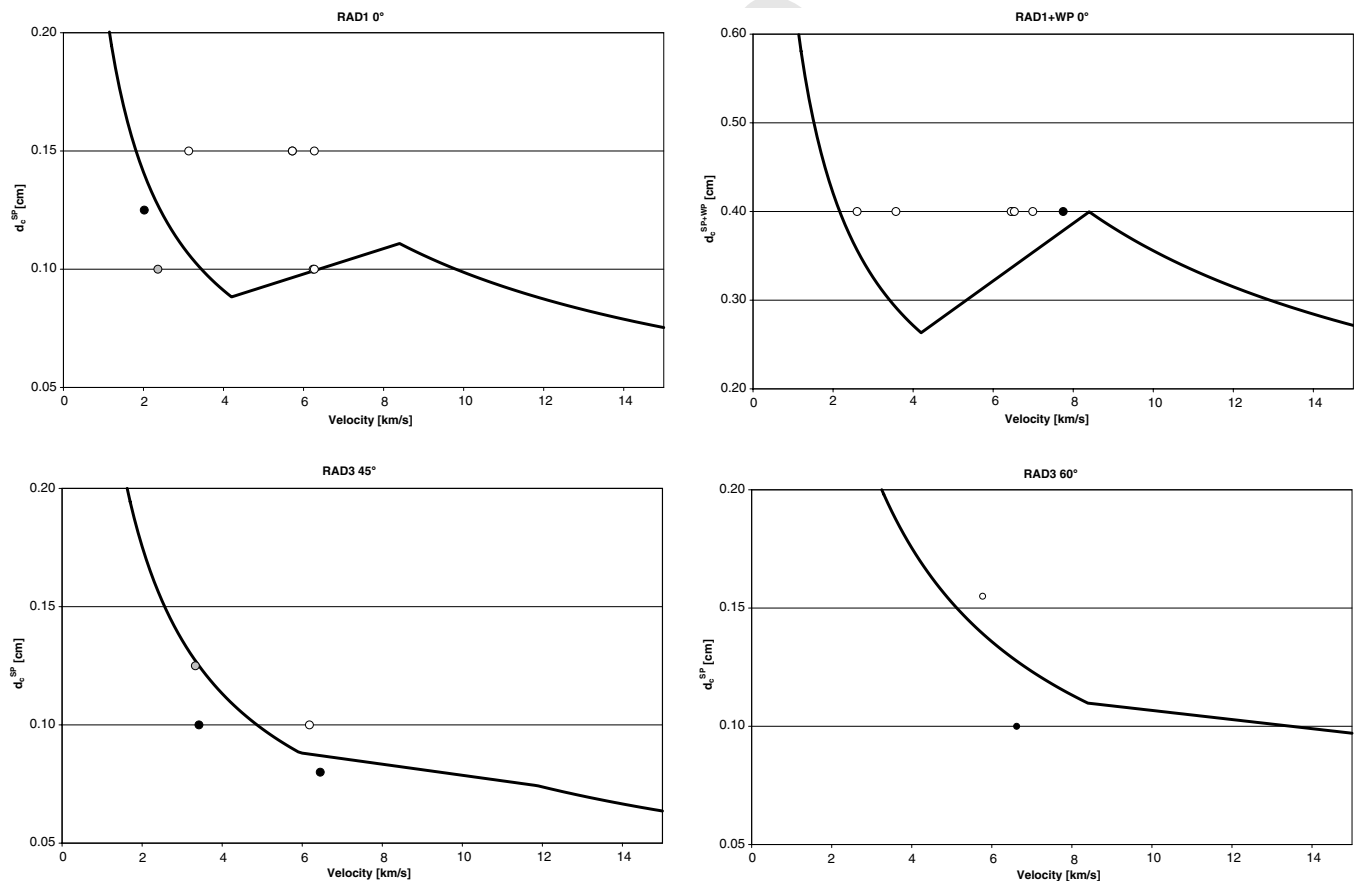 RAD1 0°
0.20
0.15
0.10
0.05
d_c^SP [cm]
0 2 4 6 8 10 12 14
Velocity [km/s]
RAD1+WP 0°
0.60
0.50
0.40
0.30
0.20
d_c^SP+WP [cm]
0 2 4 6 8 10 12 14
Velocity [km/s]
RAD3 45°
0.20
0.15
0.10
0.05
d_c^SP [cm]
0 2 4 6 8 10 12 14
Velocity [km/s]
RAD3 60°
0.20
0.15
0.10
0.05
d_c^SP [cm]
0 2 4 6 8 10 12 14
Velocity [km/s]